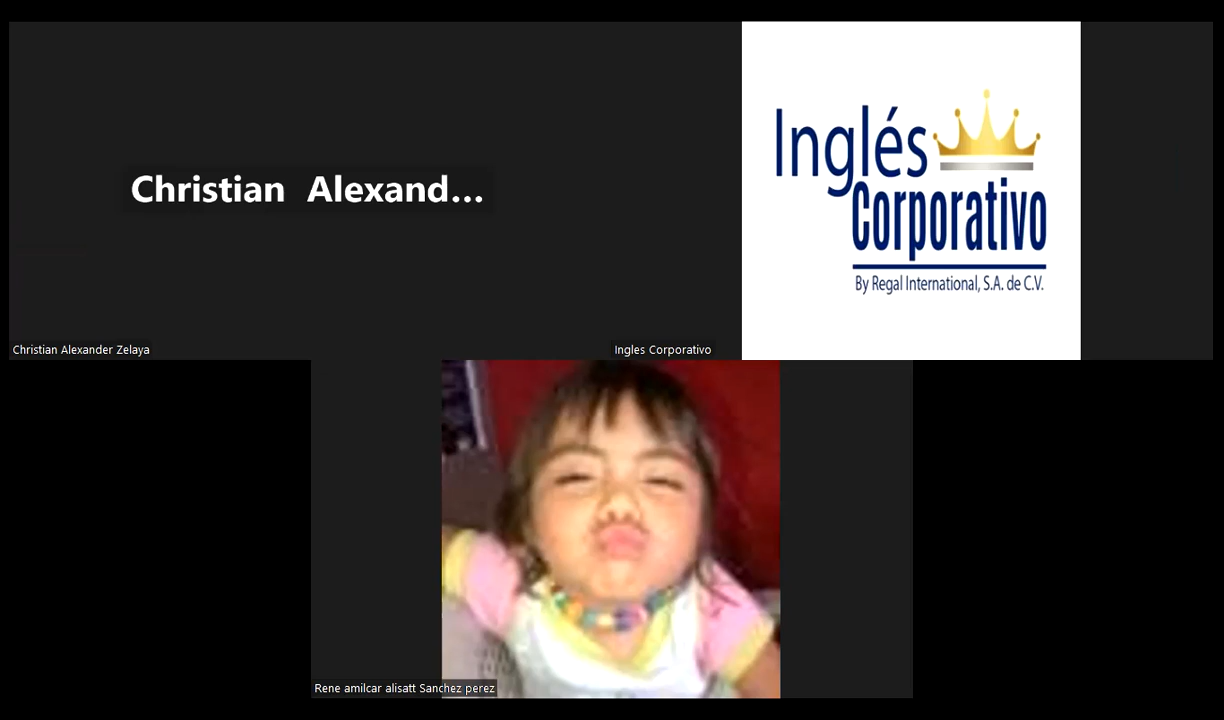 Christian Alexand...
Inglés
Corporativo
By Regal International, S.A. de C.V.
Christian Alexander Zelaya
Ingles Corporativo
Rene amilcar alisatt Sanchez perez